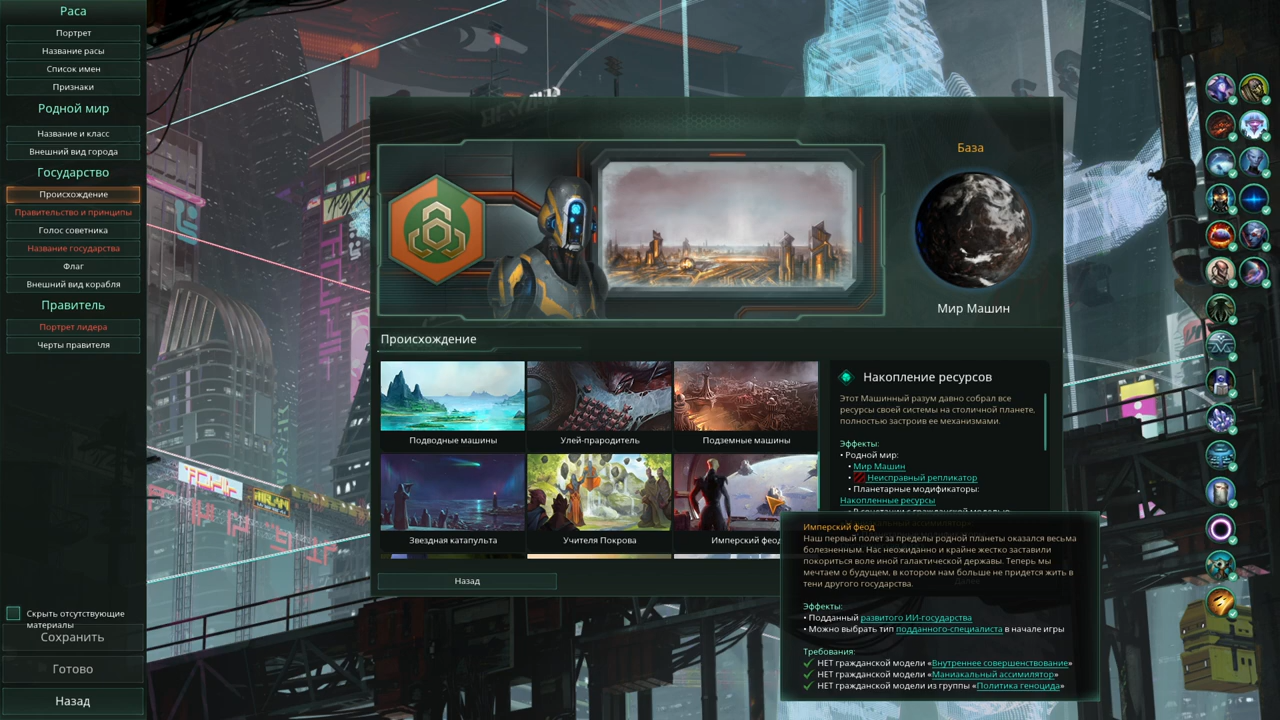 Раса
Портрет
Название расы
Список имен
Признаки
Родной мир
Название и класс
Внешний вид города
Государство
Происхождение
Правительство и принципы
Голос советника
Название государства
Флаг
Внешний вид корабля
Правитель
Портрет лидера
Черты правителя
Скрыть отсутствующие
материалы
Сохранить
Готово
Назад
База
Мир Машин
Происхождение
Подводные машины
Улей-прародитель
Подземные машины
Звездная катапульта
Учителя Покрова
Имперский феод
Назад
Накопление ресурсов
Этот Машинный разум давно собрал все
ресурсы своей системы на столичной планете,
полностью застроив ее механизмами.
Эффекты:
• Родной мир:
• Мир Машин
• Неисправный репликатор
• Планетарные модификаторы:
Накопленные ресурсы
Имперский феод
Наш первый полет за пределы родной планеты оказался весьма
болезненным. Нас неожиданно и крайне жестко заставили
покориться воле иной галактической державы. Теперь мы
мечтаем о будущем, в котором нам больше не придется жить в
тени другого государства.
Эффекты:
• Подданный развитого ИИ-государства
• Можно выбрать тип подданного-специалиста в начале игры
Требования:
НЕТ гражданской модели «Внутреннее совершенствование»
НЕТ гражданской модели «Маниакальный ассимилятор»
НЕТ гражданской модели из группы «Политика геноцида»